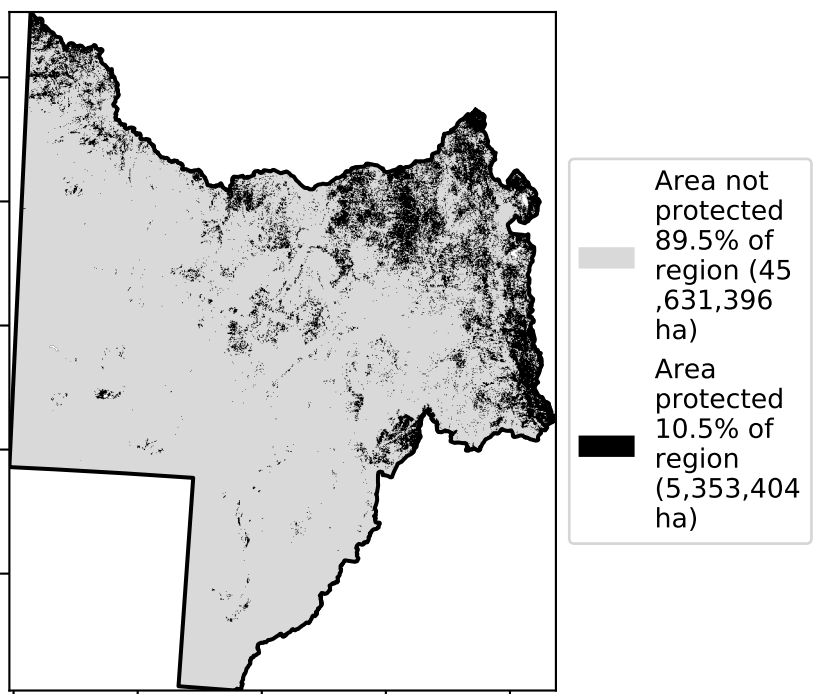 Area not
protected
89.5% of
region (45
,631,396
ha)
Area
protected
10.5% of
region
(5,353,404
ha)